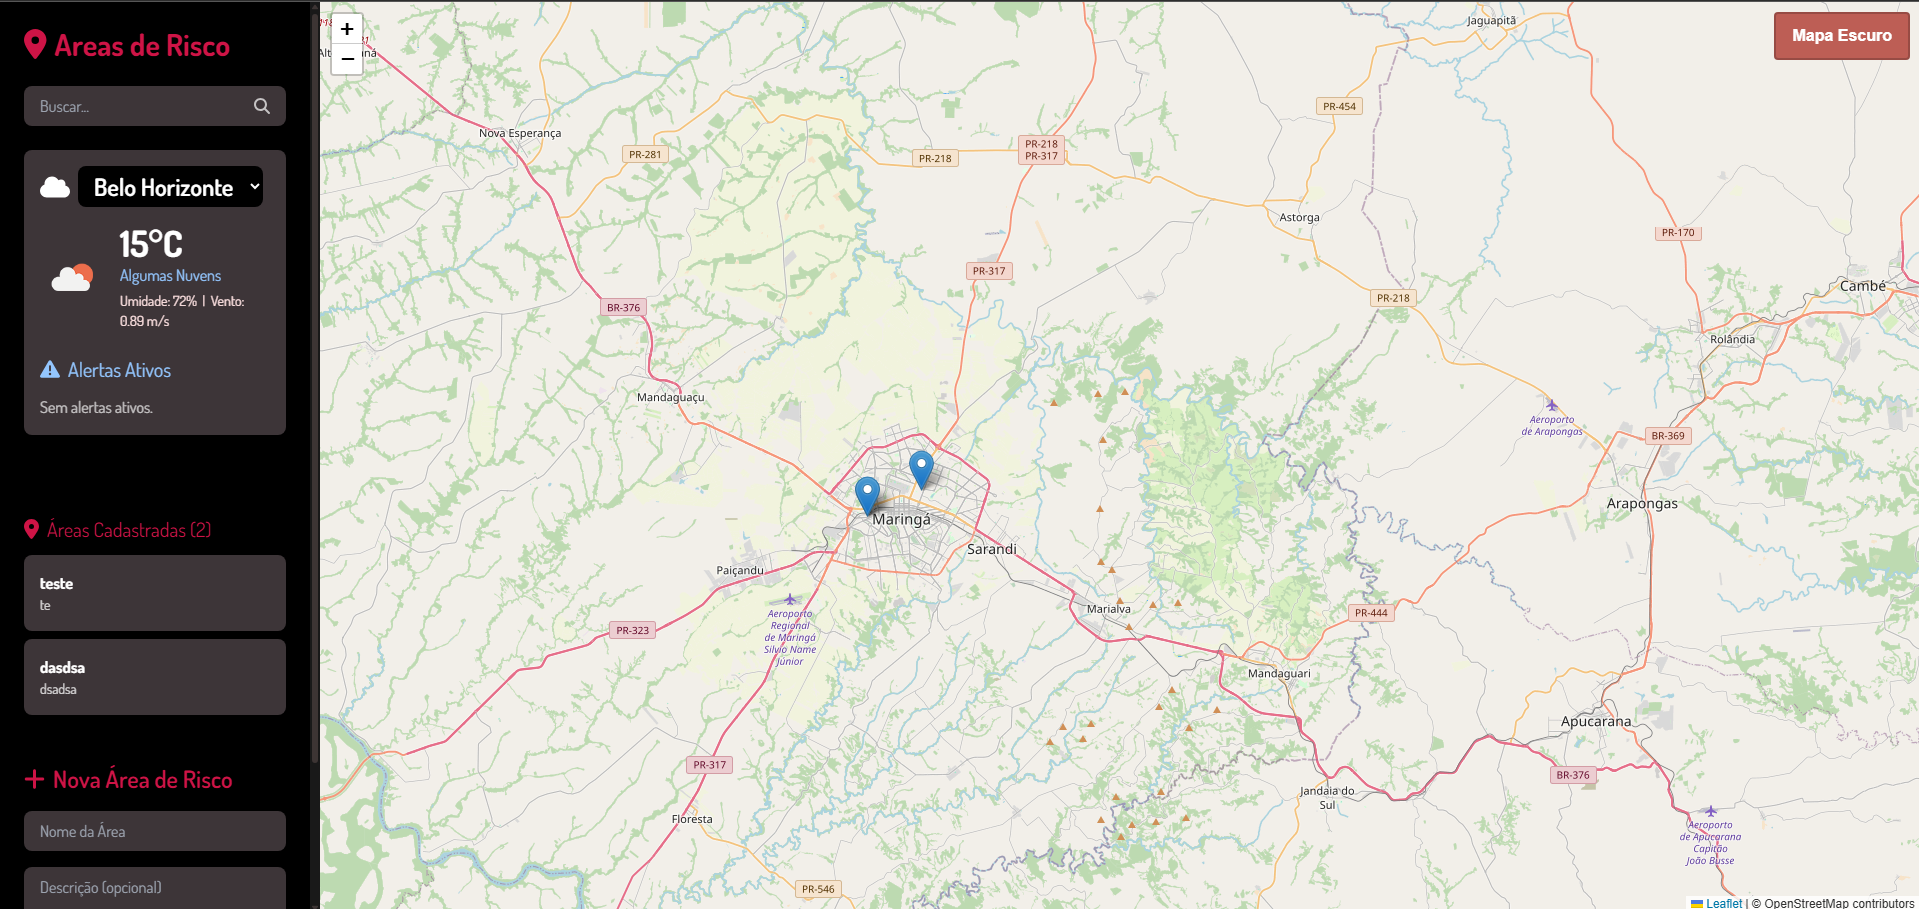 Areas de Risco
Buscar...
Belo Horizonte
15°C
Algumas Nuvens
Umidade: 72% | Vento:
0.89 m/s
Alertas Ativos
Sem alertas ativos.
Áreas Cadastradas (2)
teste
te
dasdsa
dsadsa
Nova Área de Risco
Nome da Área
Descrição (opcional)
+
−
Mapa Escuro
Jaguapitã
Nova Esperança
PR-454
PR-281
PR-218
PR-218
PR-317
Astorga
PR-170
PR-317
Cambé
PR-218
BR-376
Rolândia
Mandaguaçu
Aeroporto
de Arapongas
BR-369
Arapongas
Maringá
Sarandi
Paiçandu
Aeroporto
Regional
de Maringá
Silvio Name
Júnior
Marialva
PR-444
PR-323
Mandaguari
Apucarana
PR-317
BR-376
Jandaia do
Sul
Floresta
Aeroporto
de Apucarana
Capitão
João Busse
PR-546
Leaflet | © OpenStreetMap contributors